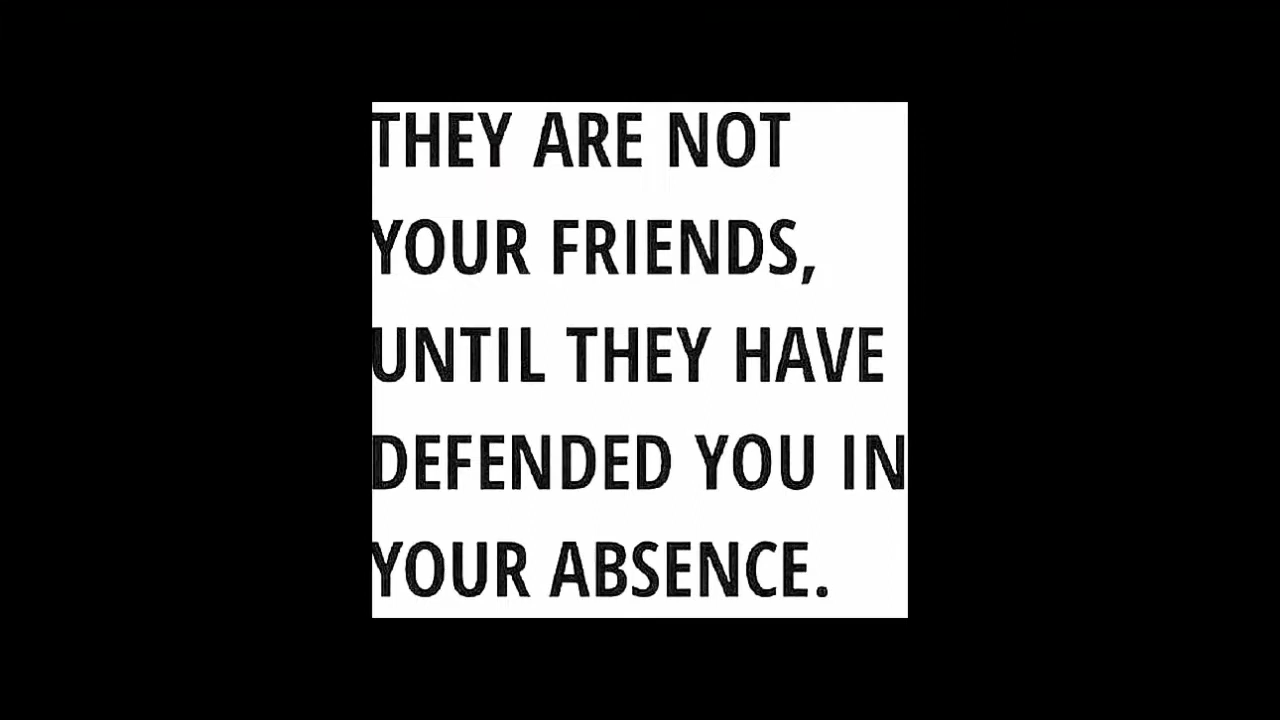 THEY ARE NOT
YOUR FRIENDS,
UNTIL THEY HAVE
DEFENDED YOU IN
YOUR ABSENCE.